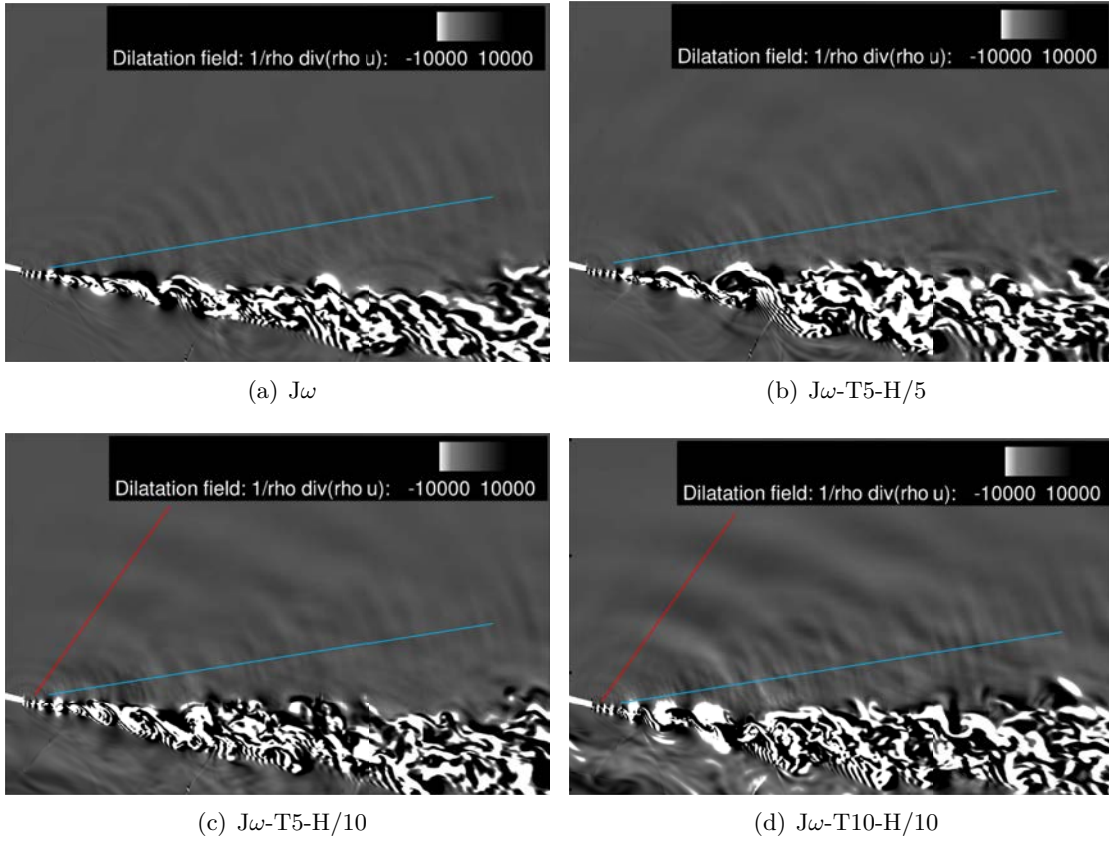 Dilatation field: 1/rho div(rho u): -10000 10000
Dilatation field: 1/rho div(rho u): -10000 10000
(a) Jω
(b) Jω-T5-H/5
Dilatation field: 1/rho div(rho u): -10000 10000
Dilatation field: 1/rho div(rho u): -10000 10000
(c) Jω-T5-H/10
(d) Jω-T10-H/10